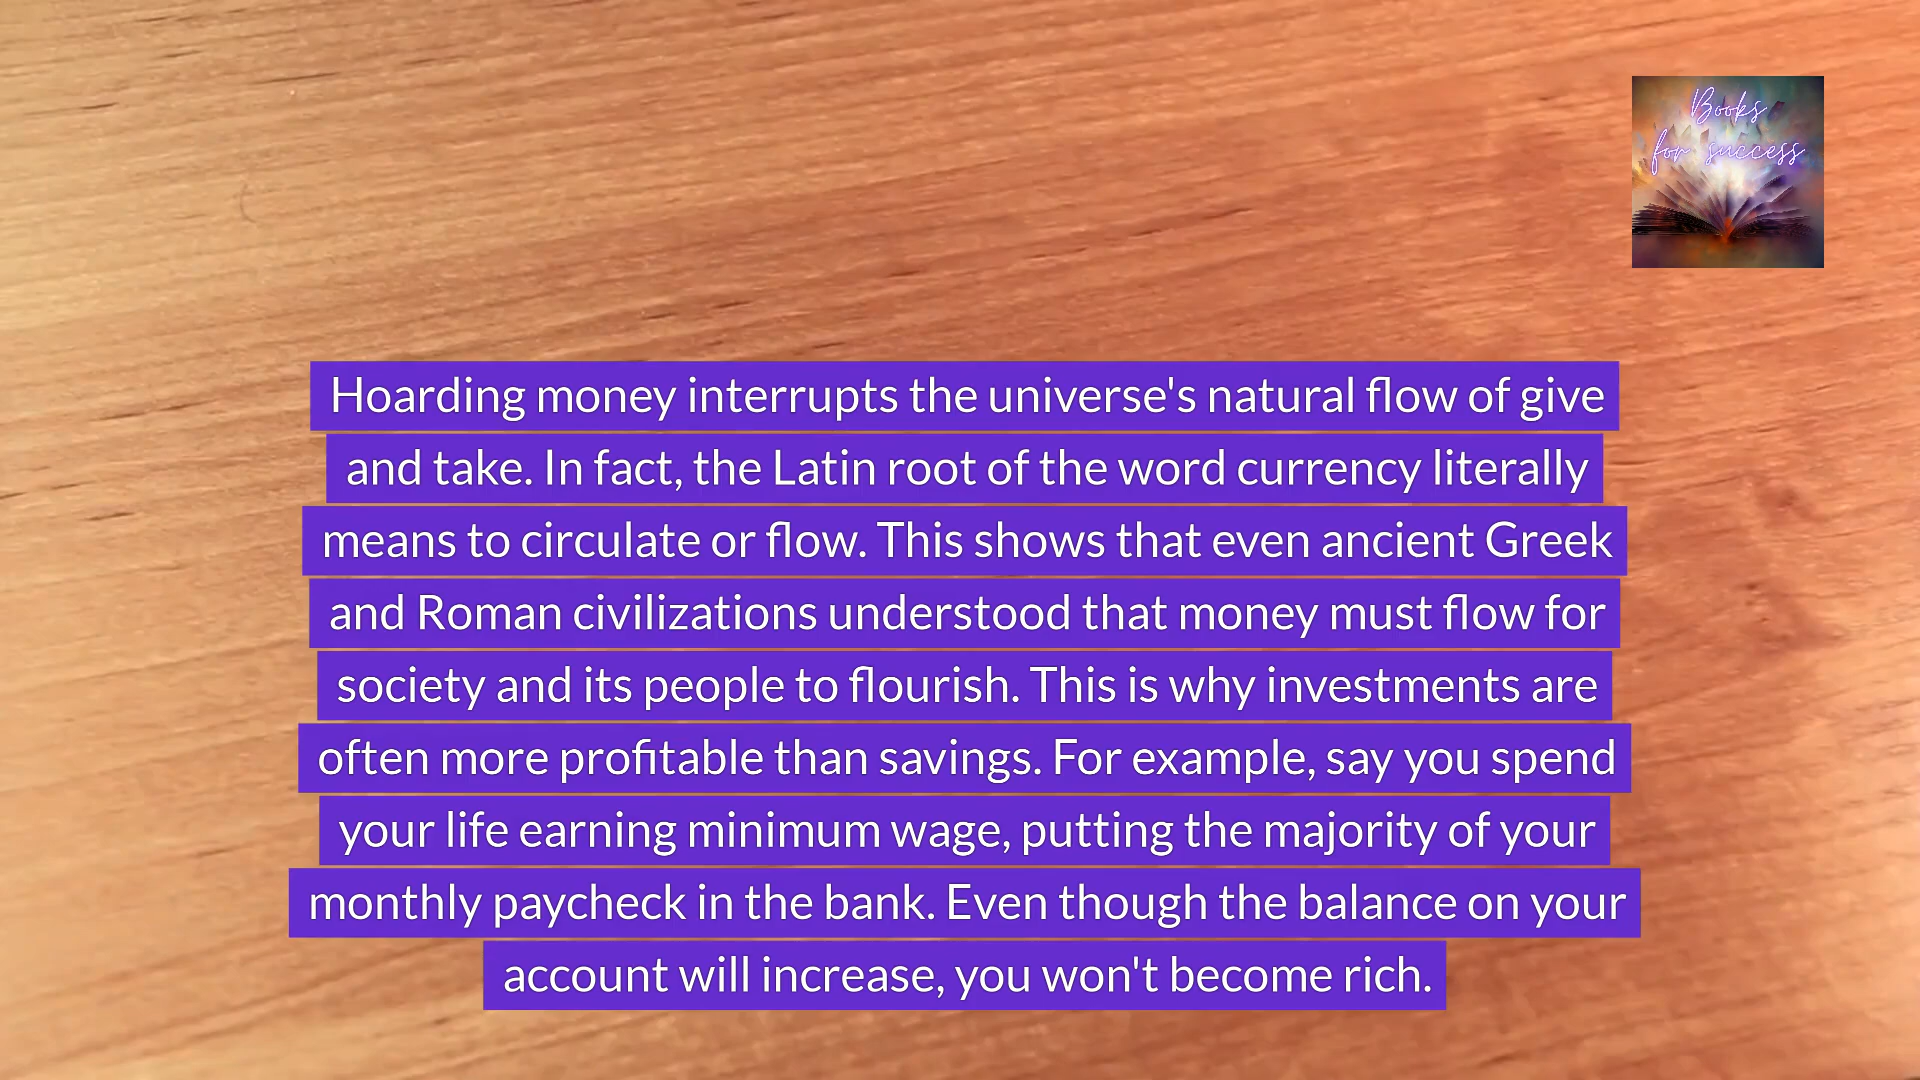 Books
for success
Hoarding money interrupts the universe's natural flow of give
and take. In fact, the Latin root of the word currency literally
means to circulate or flow. This shows that even ancient Greek
and Roman civilizations understood that money must flow for
society and its people to flourish. This is why investments are
often more profitable than savings. For example, say you spend
your life earning minimum wage, putting the majority of your
monthly paycheck in the bank. Even though the balance on your
account will increase, you won't become rich.